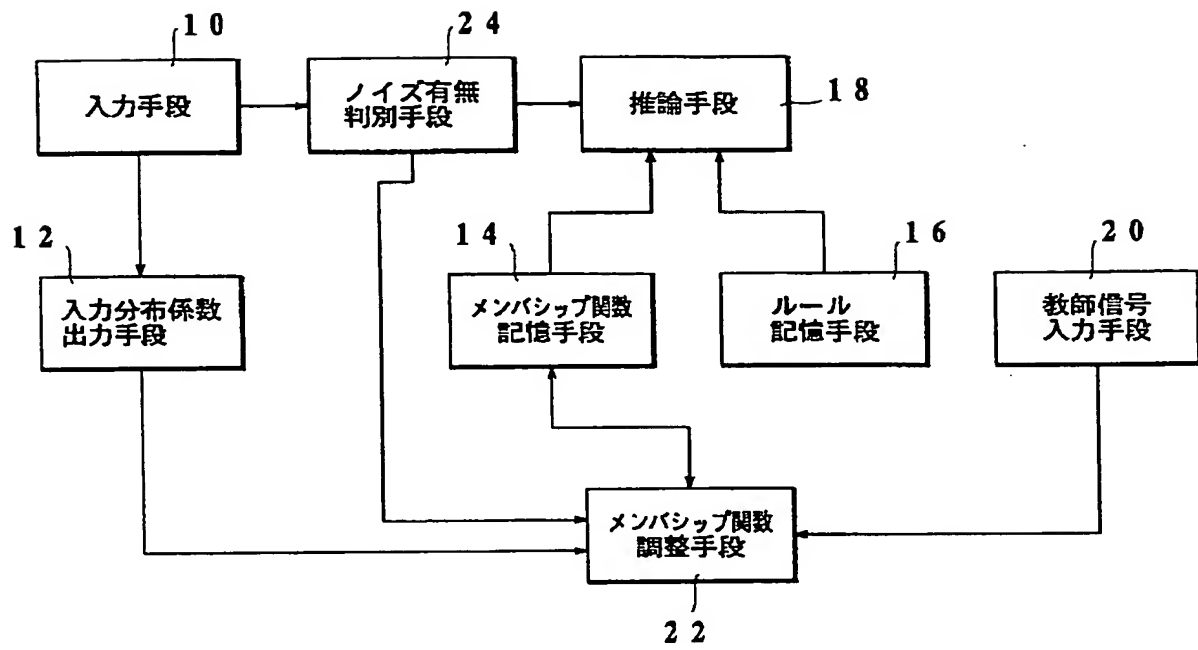 10
24
入力手段
ノイズ有無
判別手段
推論手段
18
12
14
16
20
入力分布係数
出力手段
メンバシップ関数
記憶手段
ルール
記憶手段
教師信号
入力手段
メンバシップ関数
調整手段
22